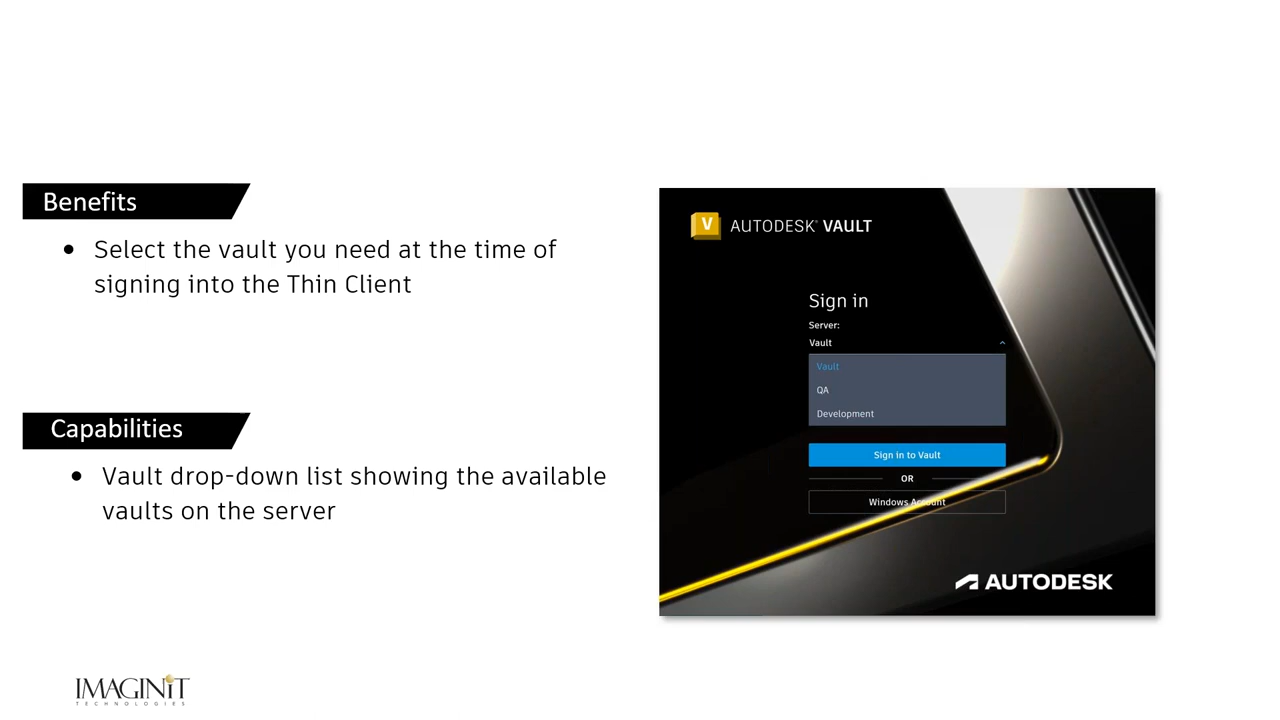 Benefits
• Select the vault you need at the time of
signing into the Thin Client
Capabilities
• Vault drop-down list showing the available
vaults on the server
V AUTODESK® VAULT
Sign in
Server:
Vault
Vault
QA
Development
Sign in to Vault
OR
Windows Account
AUTODESK
IMAGINiT
TECHNOLOGIES